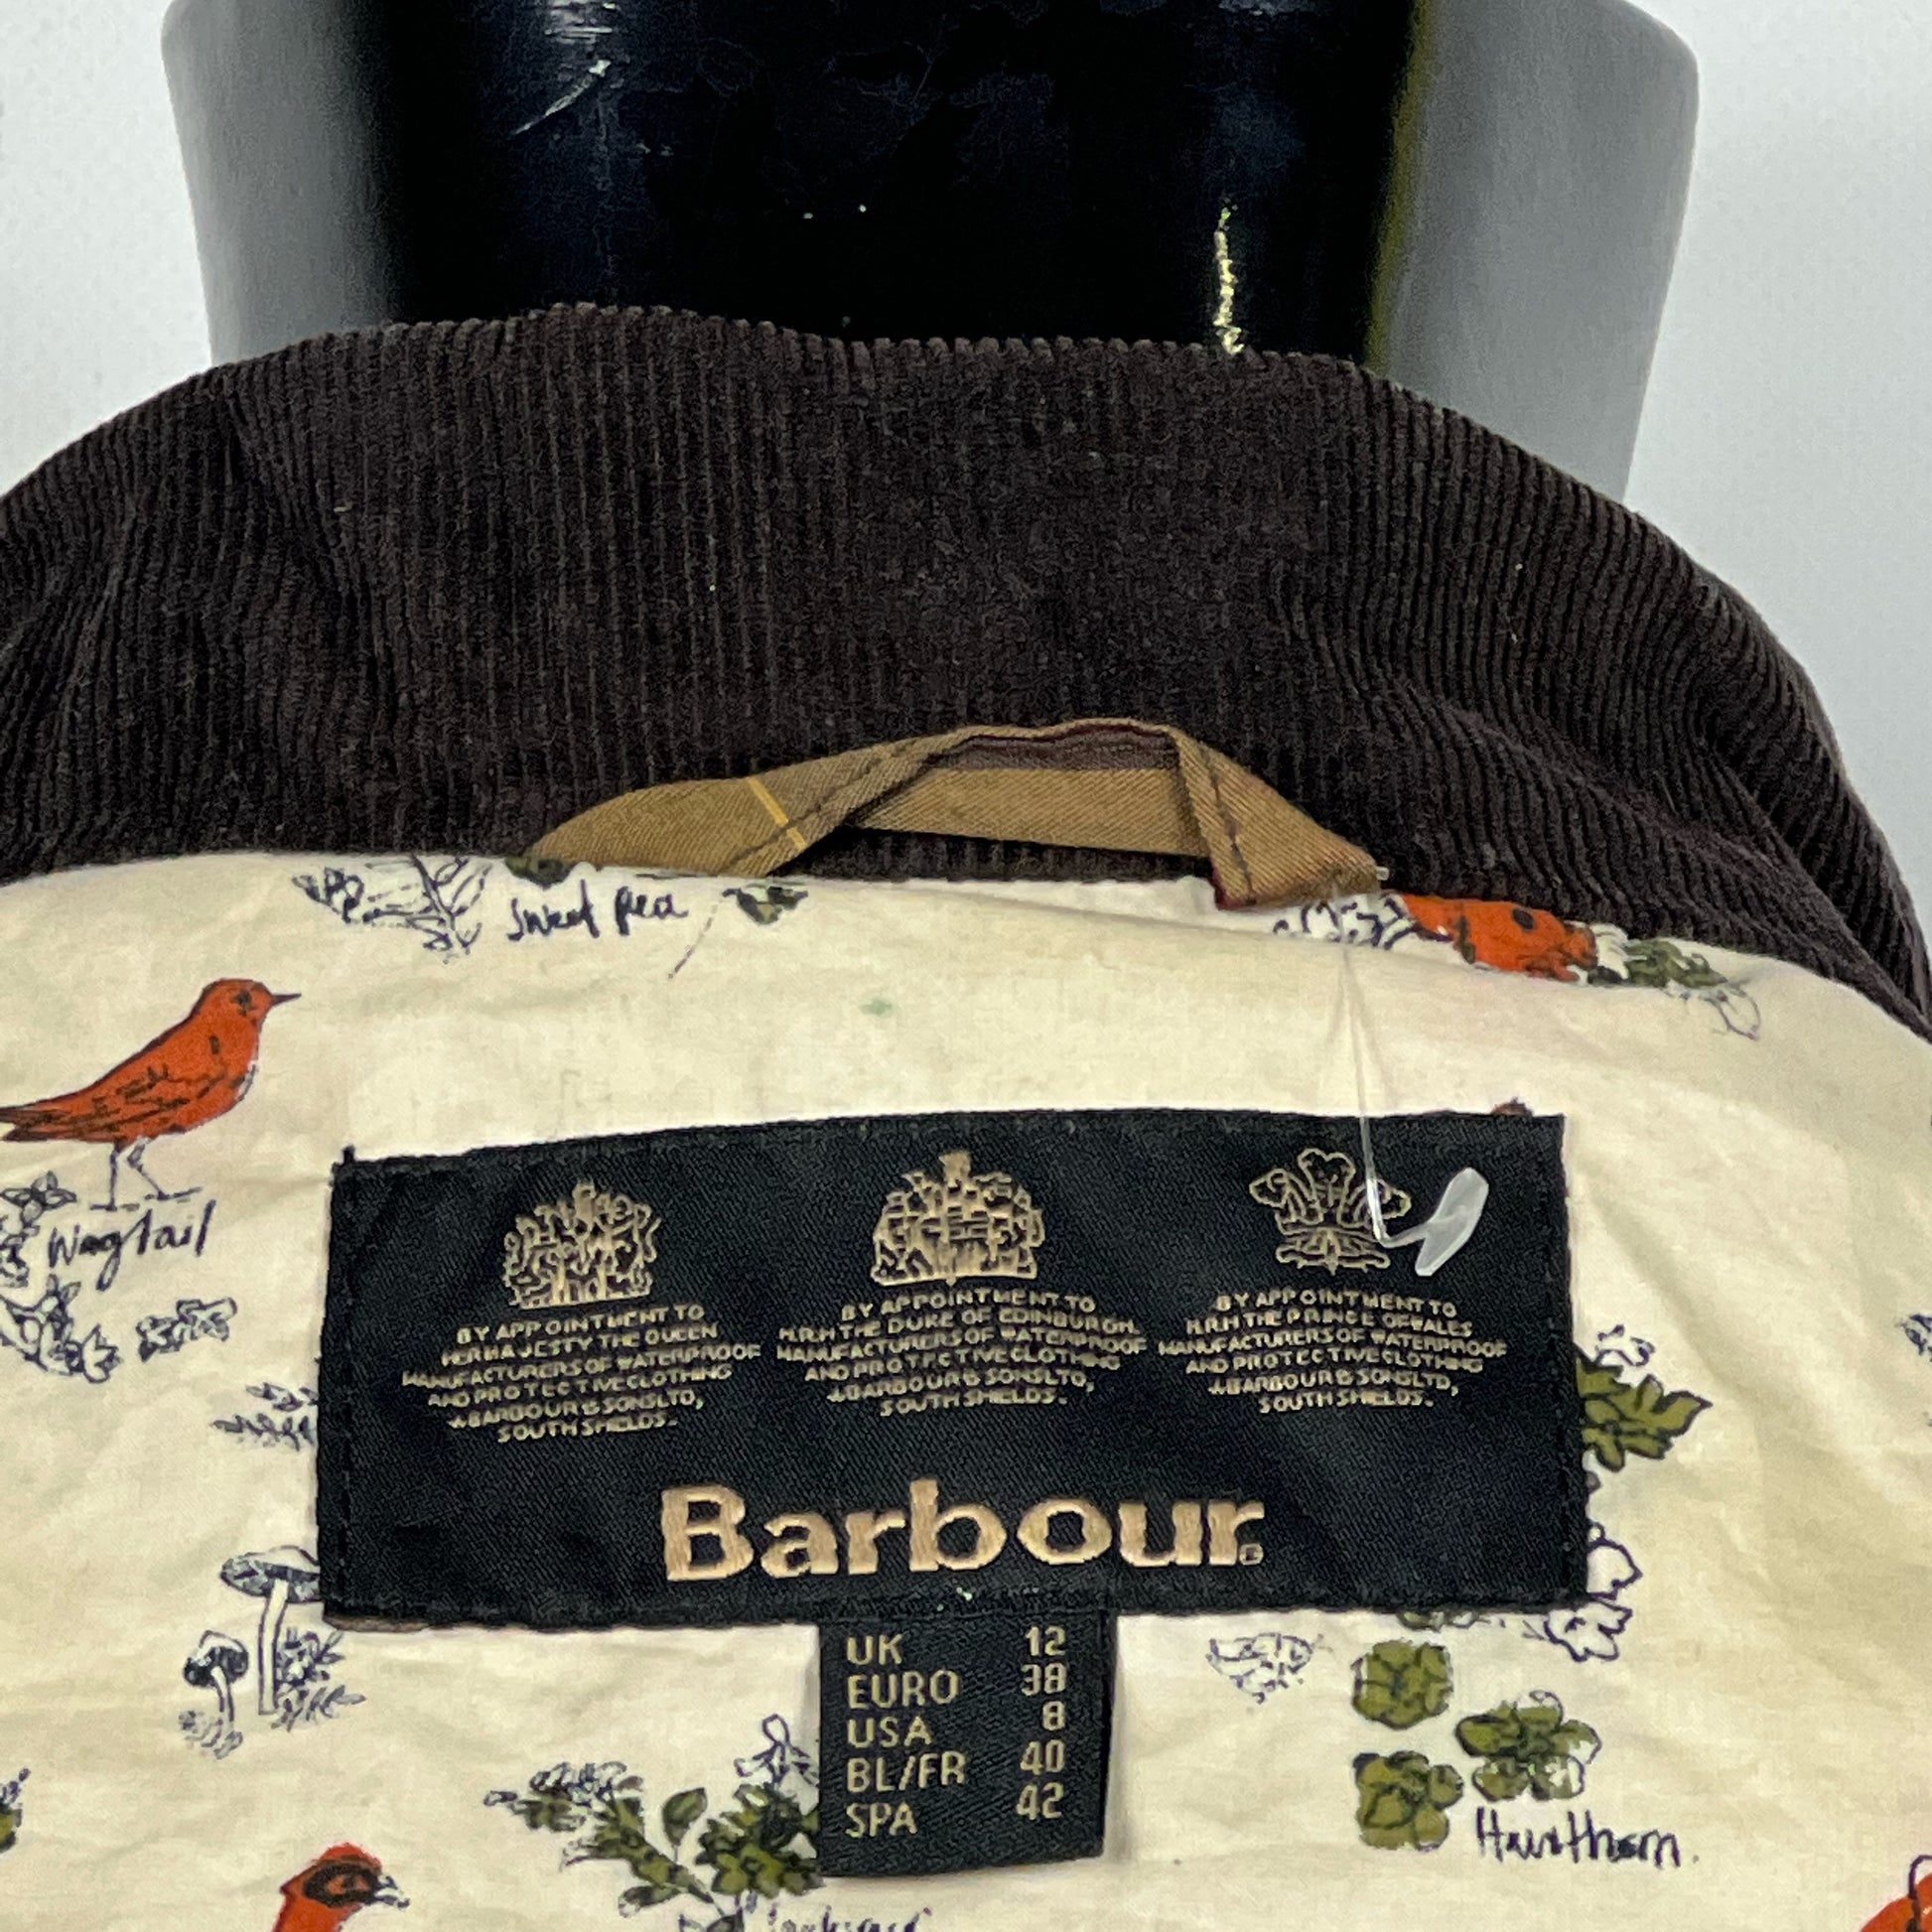 Sweet pea
Wagtail
BY APPOINTMENT TO
HER MAJESTY THE QUEEN
MANUFACTURERS OF WATERPROOF
AND PROTECTIVE CLOTHING
J.BARBOUR & SONS LTD,
SOUTH SHIELDS.
BY APPOINTMENT TO
H.R.H THE DUKE OF EDINBURGH
MANUFACTURERS OF WATERPROOF
AND PROTECTIVE CLOTHING
J.BARBOUR & SONS LTD,
SOUTH SHIELDS.
BY APPOINTMENT TO
H.R.H THE PRINCE OF WALES
MANUFACTURERS OF WATERPROOF
AND PROTECTIVE CLOTHING
J.BARBOUR & SONS LTD,
SOUTH SHIELDS.
Barbour
UK 12
EURO 38
USA 8
BL/FR 40
SPA 42
Hawthorn.